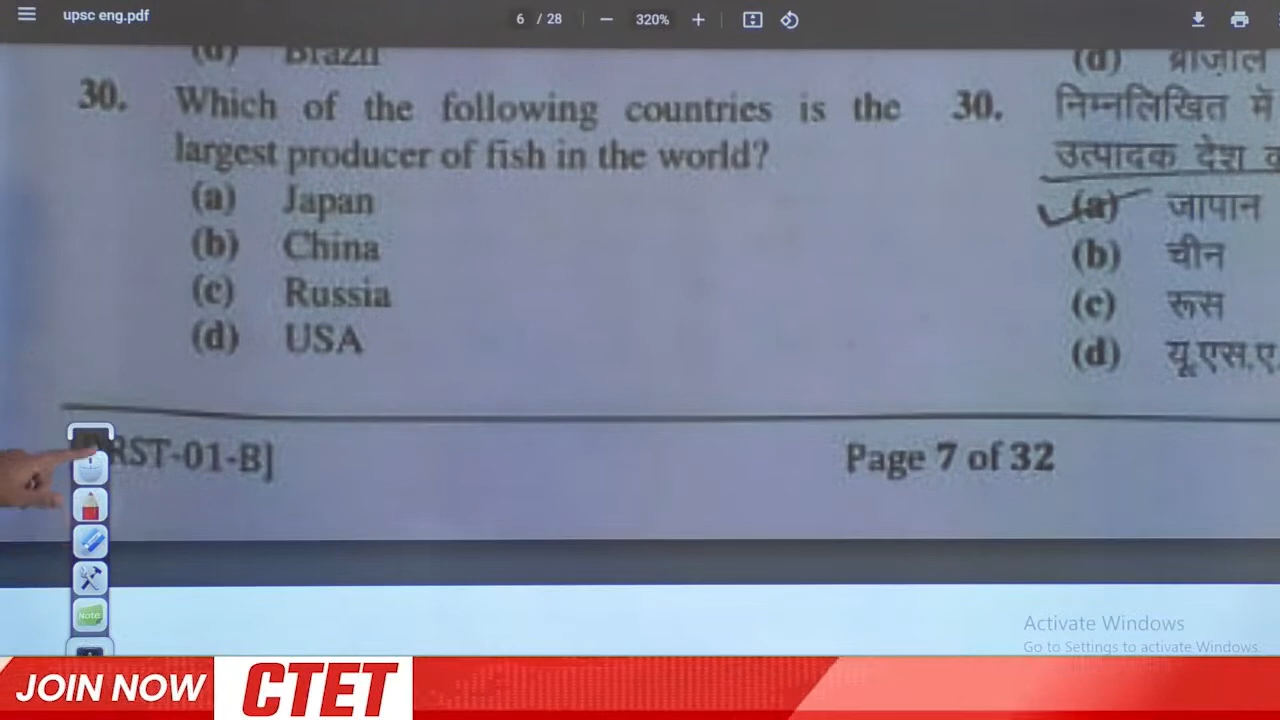 upsc eng.pdf
6 / 28
320%
(d) Brazil
(d) ब्राज़ील
30. Which of the following countries is the
largest producer of fish in the world?
(a) Japan
(b) China
(c) Russia
(d) USA
30. निम्नलिखित में
उत्पादक देश
(a) जापान
(b) चीन
(c) रूस
(d) यू.एस.ए.
RST-01-B]
Page 7 of 32
Note
Activate Windows
Go to Settings to activate Windows.
JOIN NOW
CTET